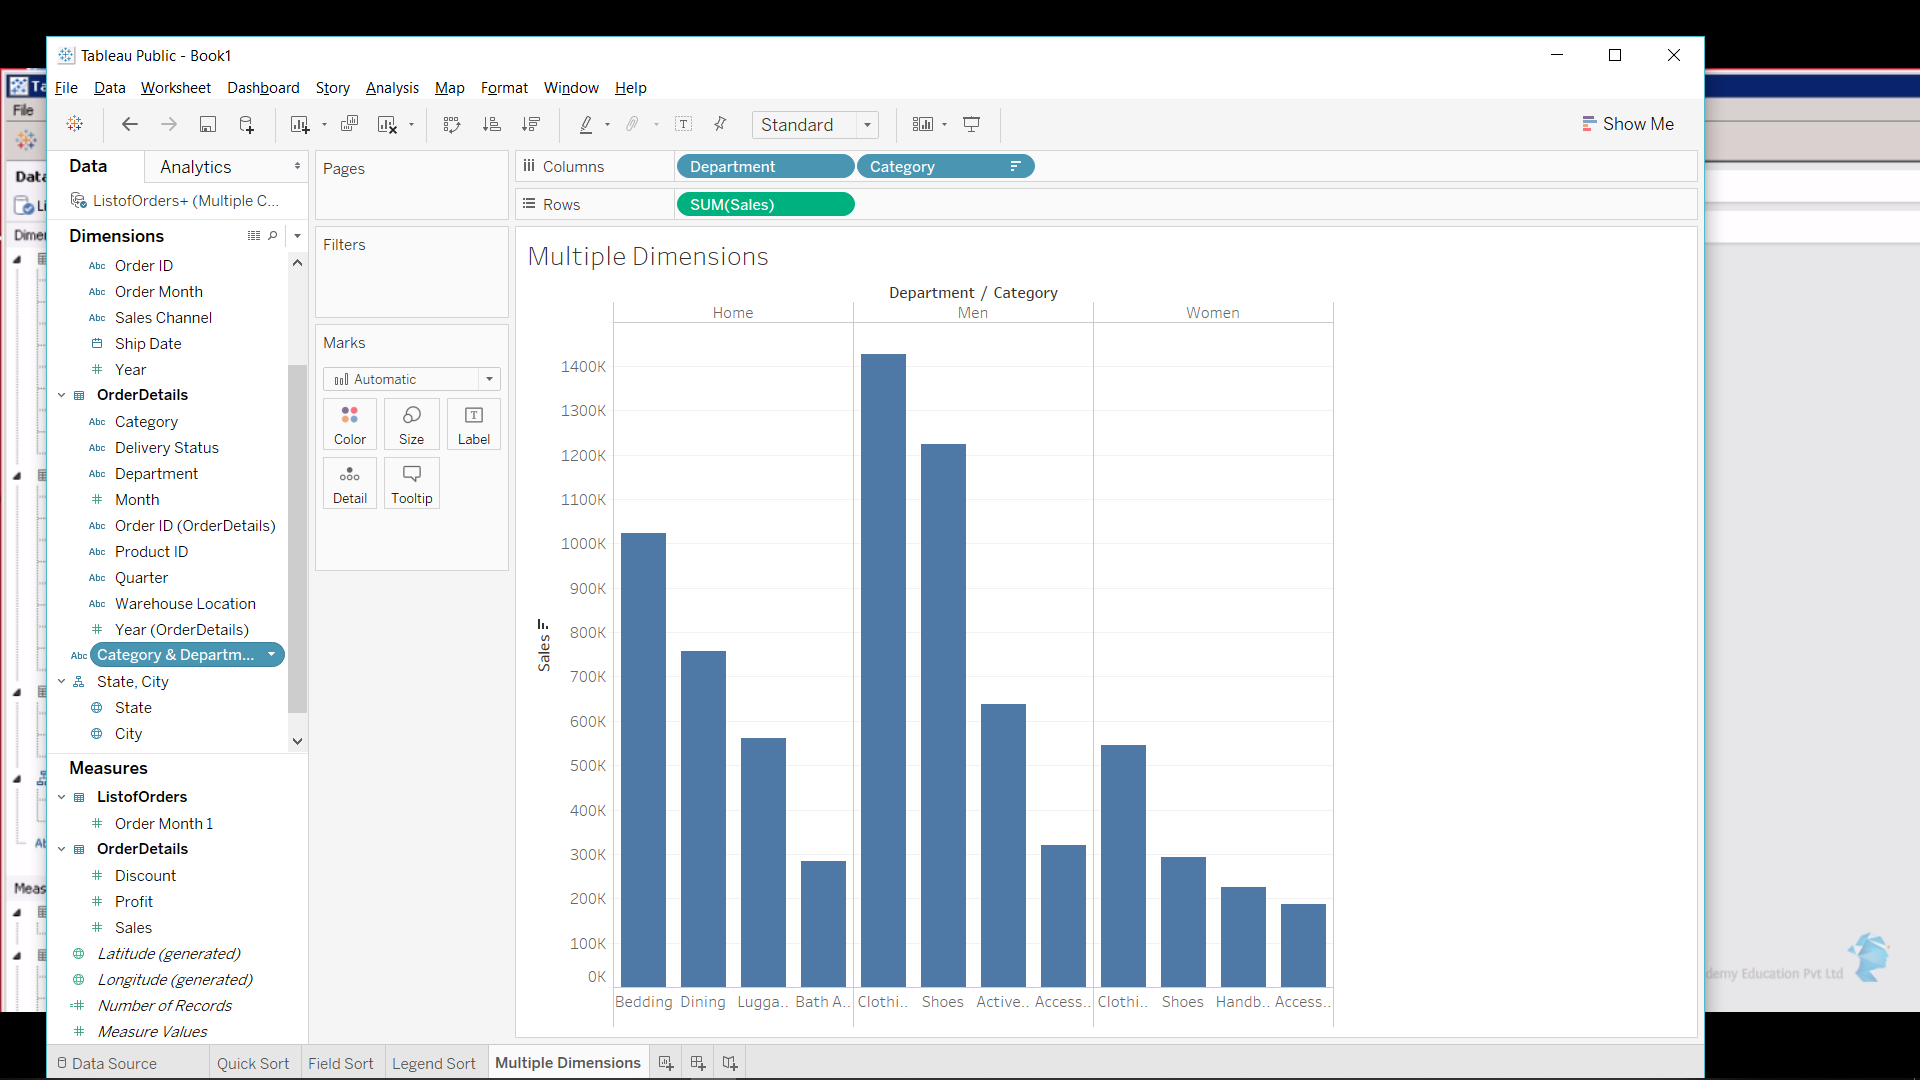 Tableau Public - Book1
File Data Worksheet Dashboard Story Analysis Map Format Window Help
Standard
Show Me
Data
Analytics
ListofOrders+ (Multiple C...
Dimensions
Abc Order ID
Abc Order Month
Abc Sales Channel
Ship Date
Year
OrderDetails
Abc Category
Abc Delivery Status
Abc Department
Month
Abc Order ID (OrderDetails)
Abc Product ID
Abc Quarter
Abc Warehouse Location
Year (OrderDetails)
Abc Category & Departm...
State, City
State
City
Measures
ListofOrders
Order Month 1
OrderDetails
Discount
Profit
Sales
Latitude (generated)
Longitude (generated)
Number of Records
Measure Values
Pages
Filters
Marks
Automatic
Color Size Label
Detail Tooltip
Columns
Department
Category
Rows
SUM(Sales)
Multiple Dimensions
Department / Category
Home Men Women
1400K
1300K
1200K
1100K
1000K
900K
800K
700K
600K
500K
400K
300K
200K
100K
0K
Sales
Bedding Dining Lugga.. Bath A.. Clothi.. Shoes Active.. Access.. Clothi.. Shoes Handb.. Access..
Data Source Quick Sort Field Sort Legend Sort Multiple Dimensions
File
Data
Dimen
Meas
demy Education Pvt Ltd